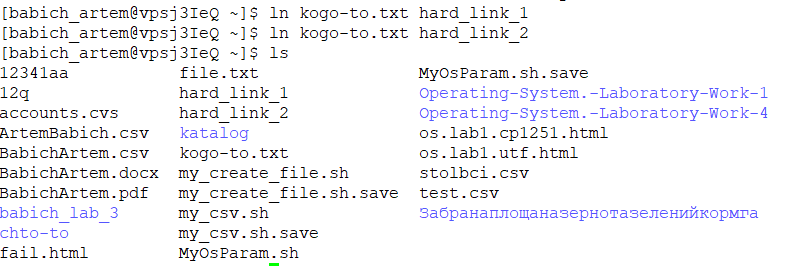 [babich_artem@vpsj3IeQ ~]$ ln kogo-to.txt hard_link_1
[babich_artem@vpsj3IeQ ~]$ ln kogo-to.txt hard_link_2
[babich_artem@vpsj3IeQ ~]$ ls
12341aa file.txt MyOsParam.sh.save
12q hard_link_1 Operating-System.-Laboratory-Work-1
accounts.cvs hard_link_2 Operating-System.-Laboratory-Work-4
ArtemBabich.csv katalog os.lab1.cp1251.html
BabichArtem.csv kogo-to.txt os.lab1.utf.html
BabichArtem.docx my_create_file.sh stolbci.csv
BabichArtem.pdf my_create_file.sh.save test.csv
babich_lab_3 my_csv.sh Забранаплощаназернотазеленийкормга
chto-to my_csv.sh.save
fail.html MyOsParam.sh